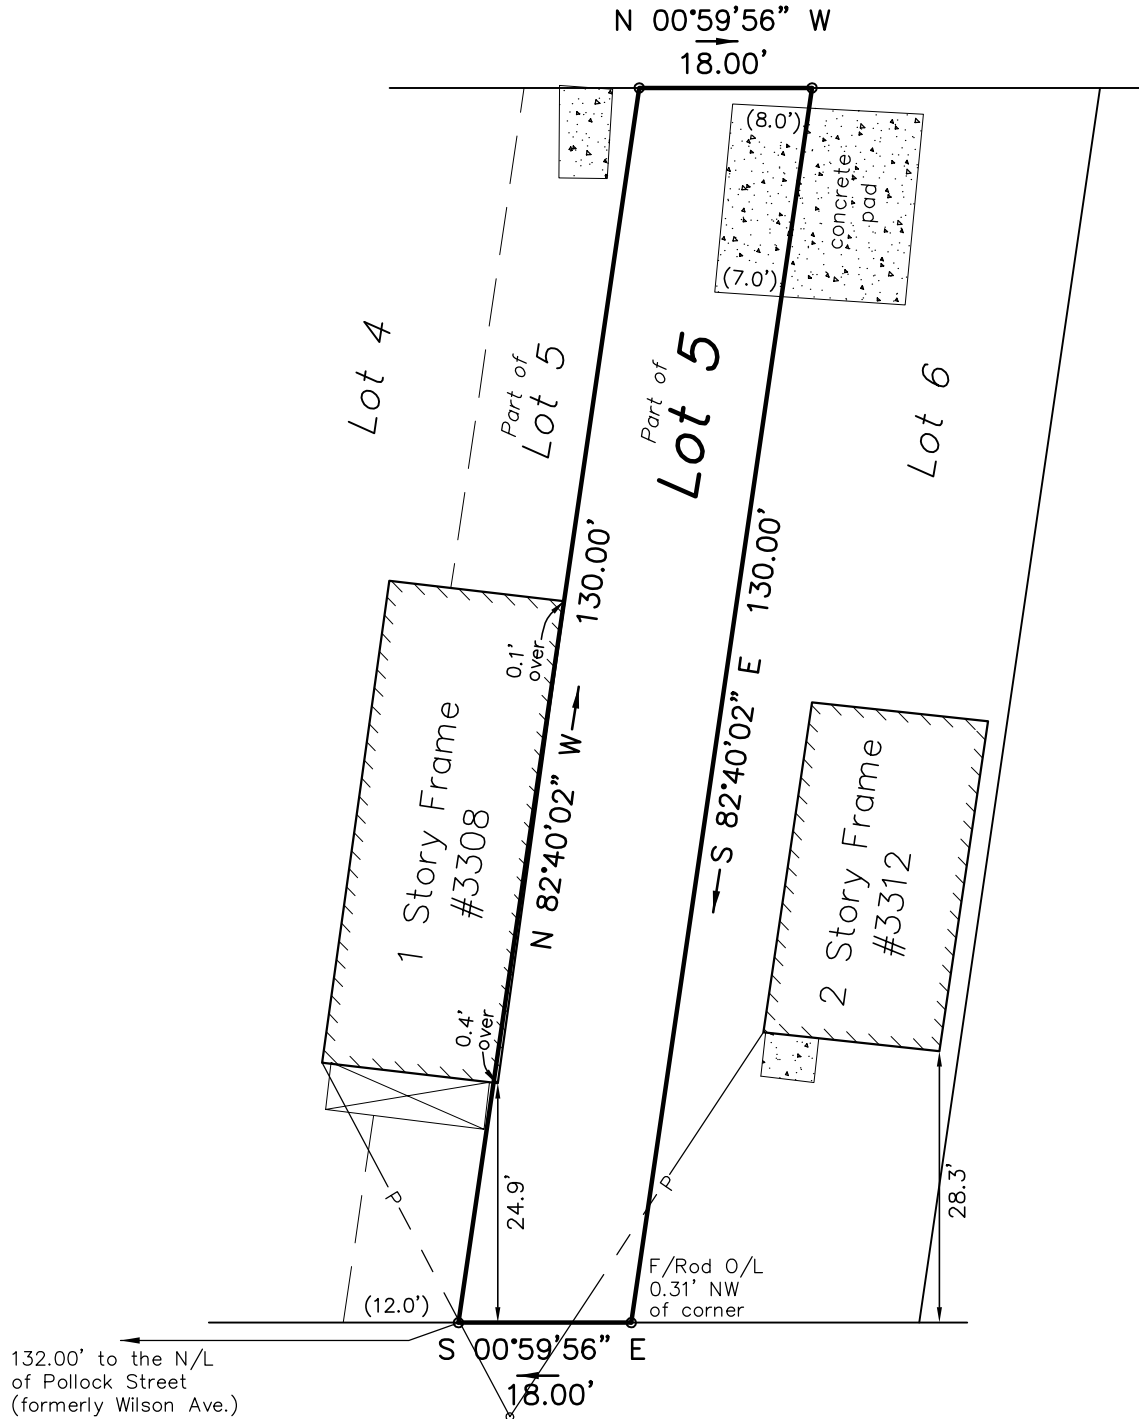 N 00°59'56” W
18.00'
(8.0')
concrete
pad
(7.0')
Lot 4
Part of
Lot 5
Part of
Lot 5
Lot 6
130.00'
130.00'
0.1'
over
N 82°40'02” W
S 82°40'02” E
1 Story Frame
#3308
2 Story Frame
#3312
0.4'
over
P
P
24.9'
28.3'
F/Rod O/L
0.31' NW
of corner
(12.0')
S 00°59'56” E
18.00'
132.00' to the N/L
of Pollock Street
(formerly Wilson Ave.)